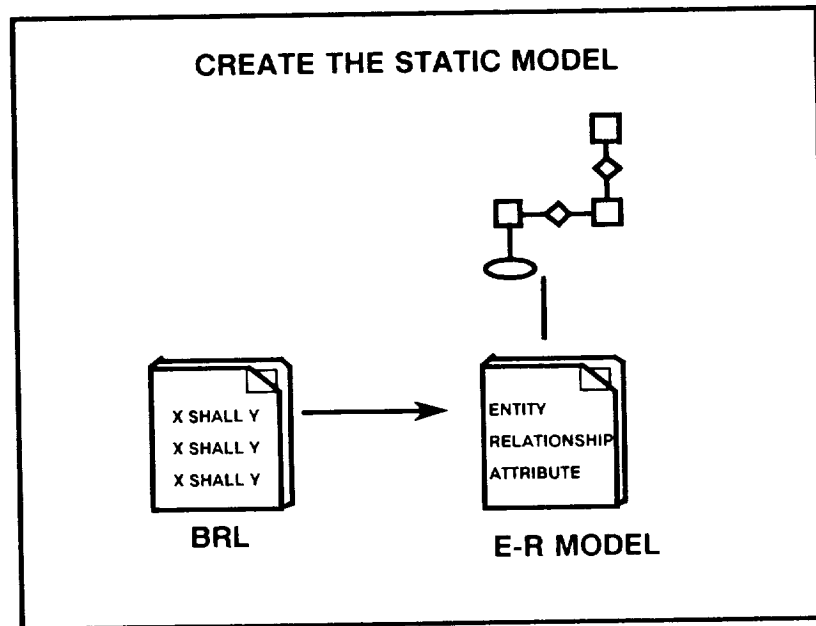 CREATE THE STATIC MODEL
X SHALL Y
X SHALL Y
X SHALL Y
BRL
ENTITY
RELATIONSHIP
ATTRIBUTE
E-R MODEL